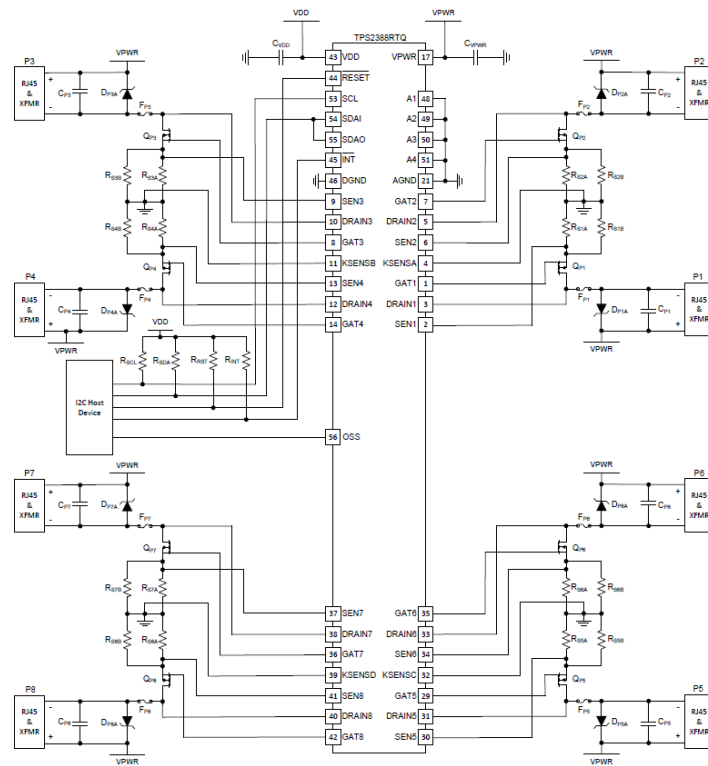 VDD
VPWR
TPS2388RTQ
CVDD
CVPWR
P3
VPWR
RJ45
&
XFMR
+
-
CP3
DP3A
FP3
QP3
RS3B
RS3A
RS4B
RS4A
QP4
P4
RJ45
&
XFMR
-
+
CP4
DP4A
FP4
VPWR
VDD
RSCL
RSDA
RRST
RINT
I2C Host
Device
43 VDD
44 RESET
53 SCL
54 SDAI
55 SDAO
45 INT
46 DGND
9 SEN3
10 DRAIN3
8 GAT3
11 KSENSB
13 SEN4
12 DRAIN4
14 GAT4
56 OSS
VPWR 17
A1 48
A2 49
A3 50
A4 51
AGND 21
GAT2 7
DRAIN2 5
SEN2 6
KSENSA 4
GAT1 1
DRAIN1 3
SEN1 2
VPWR
P2
RJ45
&
XFMR
+
-
CP2
DP2A
FP2
QP2
RS2A
RS2B
RS1A
RS1B
QP1
P1
RJ45
&
XFMR
-
+
CP1
DP1A
FP1
VPWR
P7
VPWR
RJ45
&
XFMR
+
-
CP7
DP7A
FP7
QP7
RS7B
RS7A
RS8B
RS8A
QP8
P8
RJ45
&
XFMR
-
+
CP8
DP8A
FP8
VPWR
37 SEN7
38 DRAIN7
36 GAT7
39 KSENSD
41 SEN8
40 DRAIN8
42 GAT8
GAT6 35
DRAIN6 33
SEN6 34
KSENSC 32
GAT5 29
DRAIN5 31
SEN5 30
VPWR
P6
RJ45
&
XFMR
+
-
CP6
DP6A
FP6
QP6
RS6A
RS6B
RS5A
RS5B
QP5
P5
RJ45
&
XFMR
-
+
CP5
DP5A
FP5
VPWR